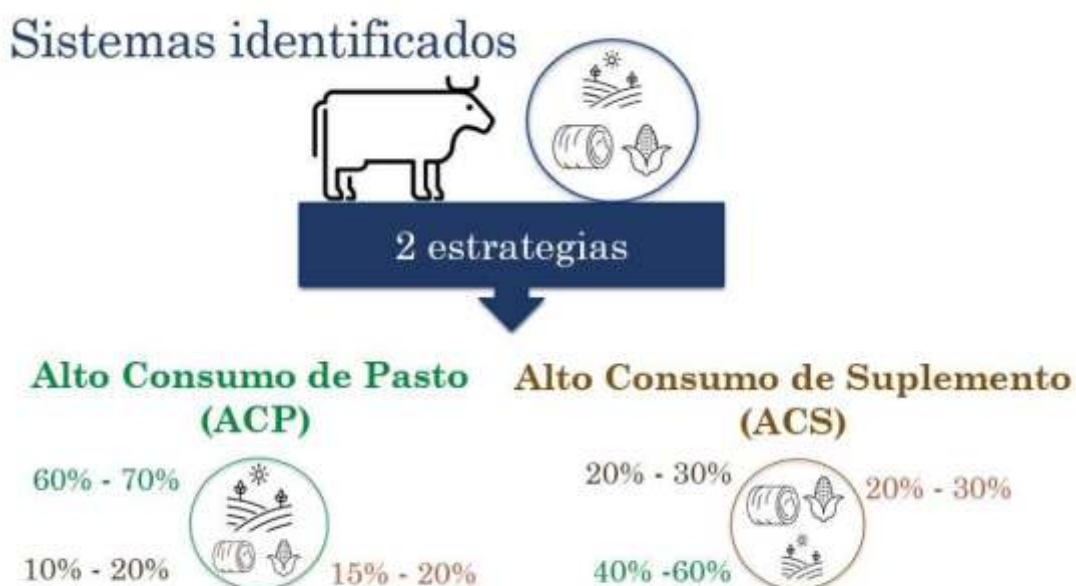 Sistemas identificados
2 estrategias
Alto Consumo de Pasto
(ACP)
60% - 70%
10% - 20%
15% - 20%
Alto Consumo de Suplemento
(ACS)
20% - 30%
20% - 30%
40% -60%